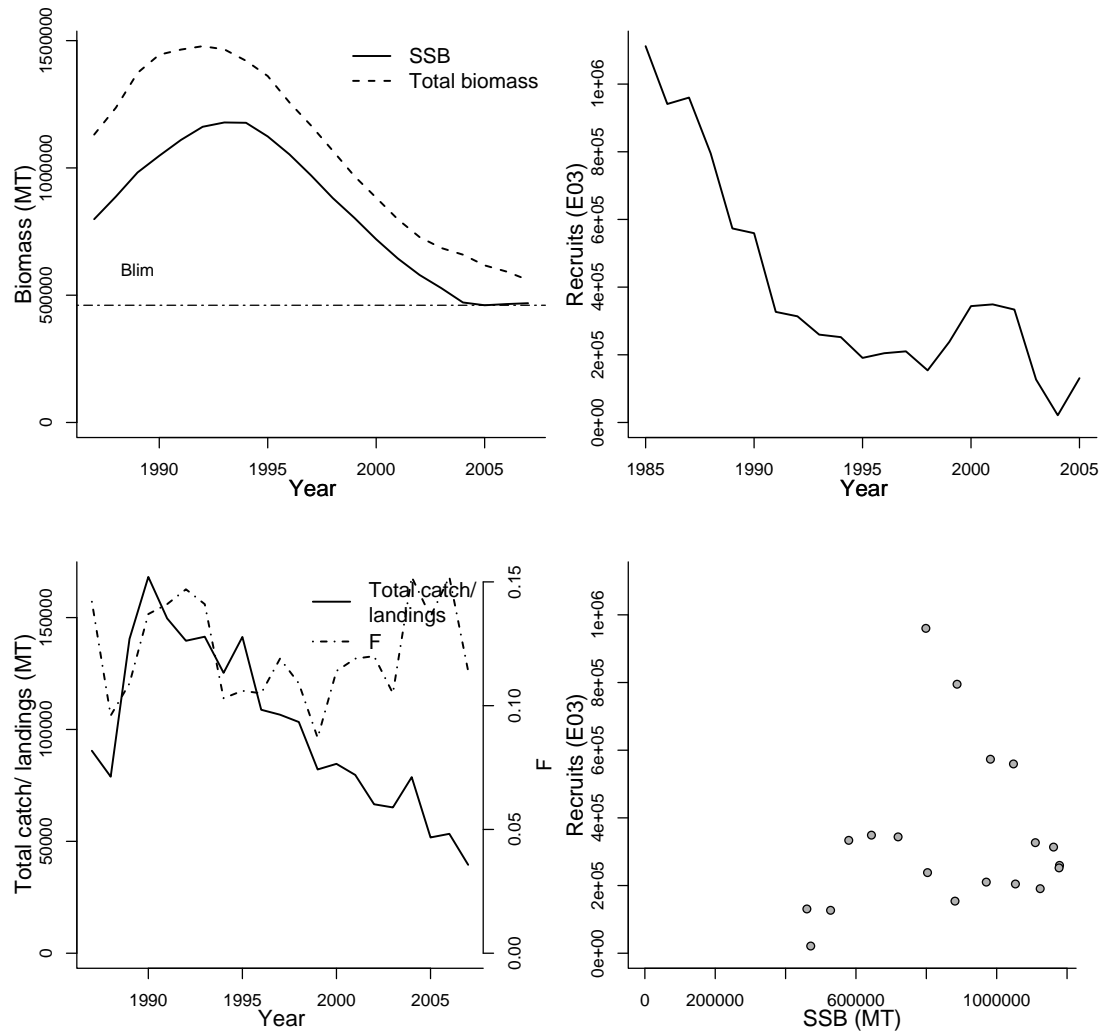 SSB
Total biomass
Blim
Biomass (MT)
0
500000
1000000
1500000
1990
1995
2000
2005
Year
Recruits (E03)
0e+00
2e+05
4e+05
6e+05
8e+05
1e+06
1985
1990
1995
2000
2005
Year
Total catch/
landings
F
Total catch/ landings (MT)
0
50000
100000
150000
F
0.00
0.05
0.10
0.15
1990
1995
2000
2005
Year
Recruits (E03)
0e+00
2e+05
4e+05
6e+05
8e+05
1e+06
0
200000
600000
1000000
SSB (MT)